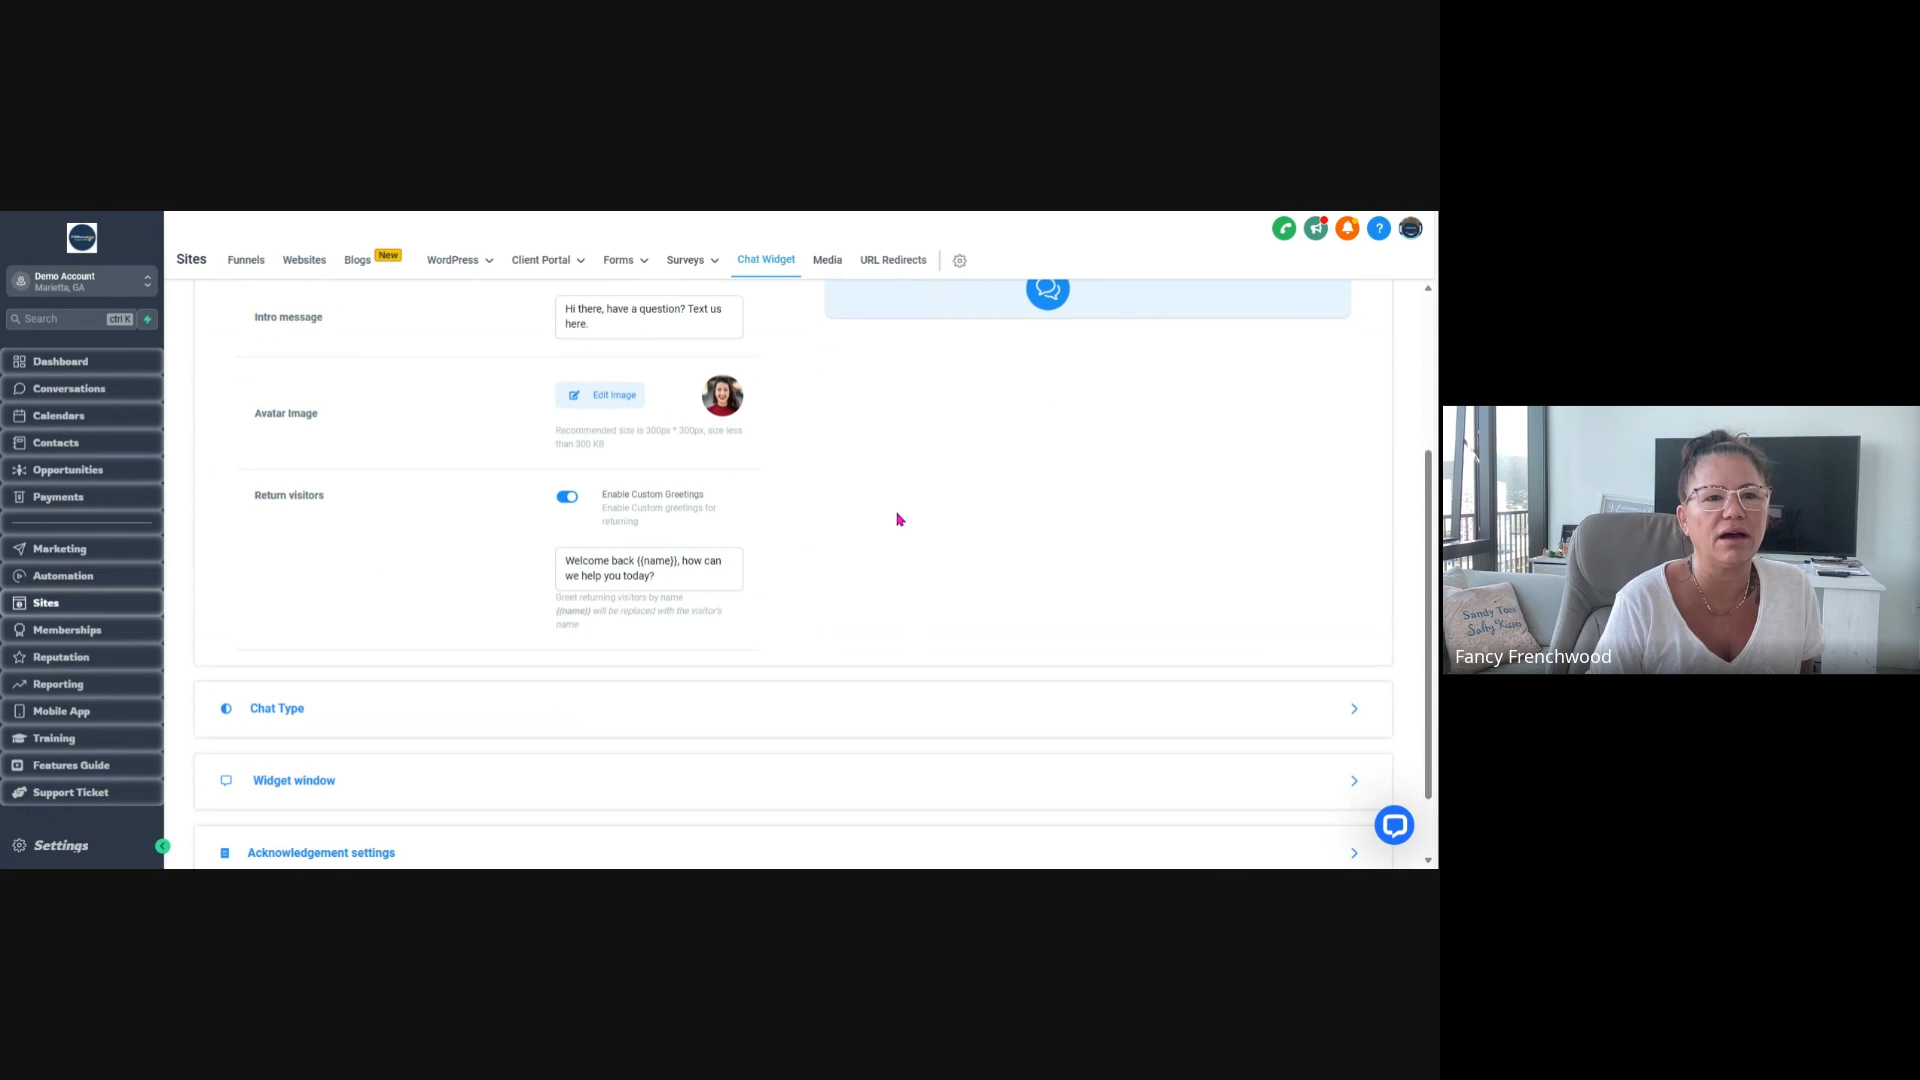 Demo Account
Marietta, GA
Search
ctrl K
Dashboard
Conversations
Calendars
Contacts
Opportunities
Payments
Marketing
Automation
Sites
Memberships
Reputation
Reporting
Mobile App
Training
Features Guide
Support Ticket
Settings
Sites
Funnels
Websites
Blogs
New
WordPress
Client Portal
Forms
Surveys
Chat Widget
Media
URL Redirects
Intro message
Hi there, have a question? Text us
here.
Avatar Image
Edit Image
Recommended size is 300px * 300px, size less
than 300 KB
Return visitors
Enable Custom Greetings
Enable Custom greetings for
returning
Welcome back {{name}}, how can
we help you today?
Greet returning visitors by name
{{name}} will be replaced with the visitor's
name
Chat Type
Widget window
Acknowledgement settings
Sandy Toes
Salty Kisses
Fancy Frenchwood